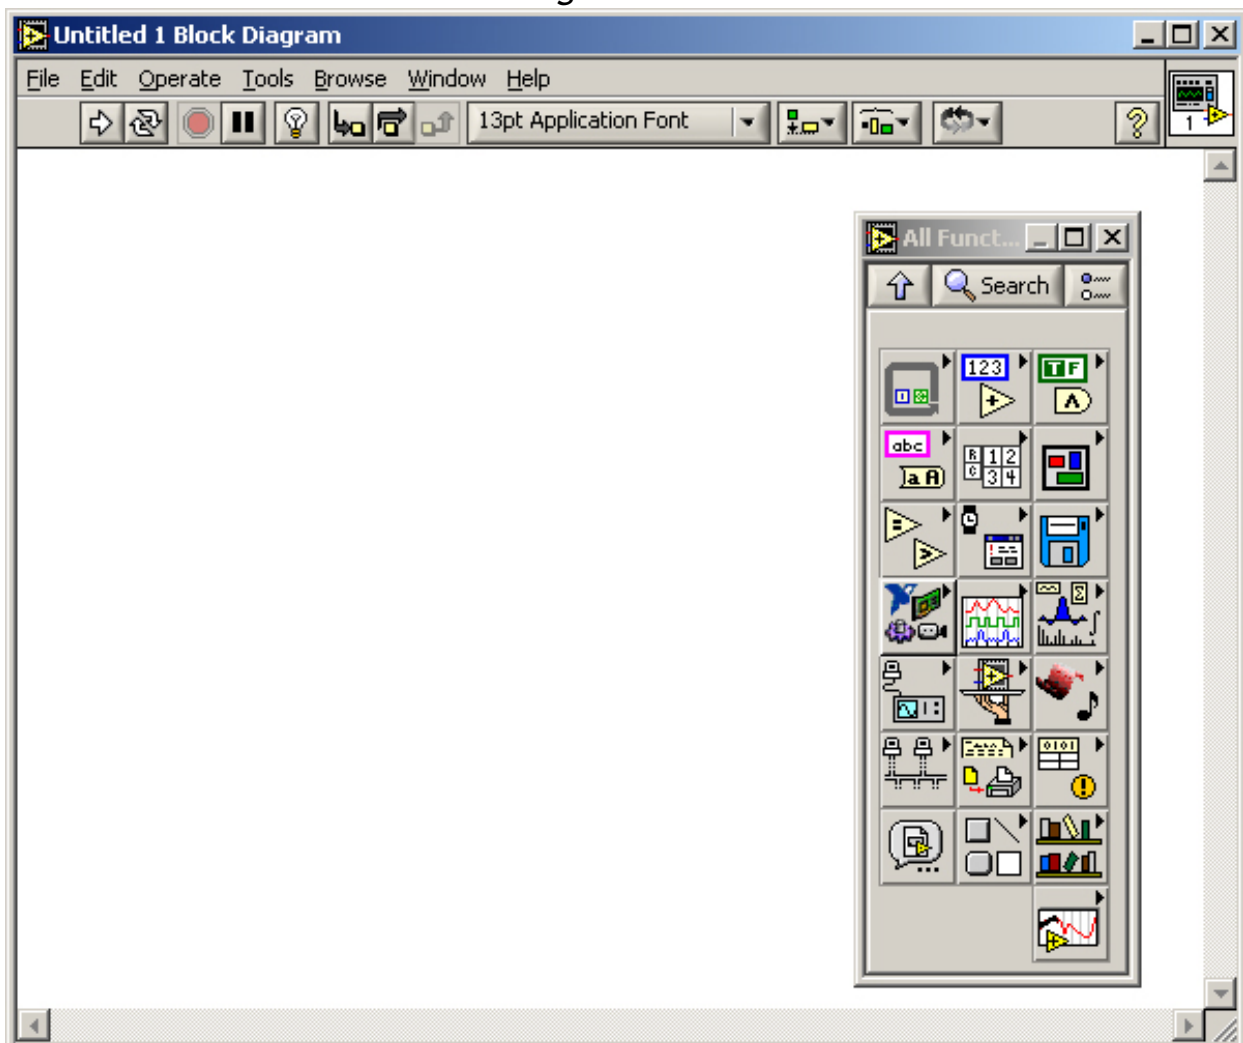 Untitled 1 Block Diagram
File Edit Operate Tools Browse Window Help
13pt Application Font
1
All Funct...
Search
123
TF
abc
aA
R 1 2
C 3 4
0101